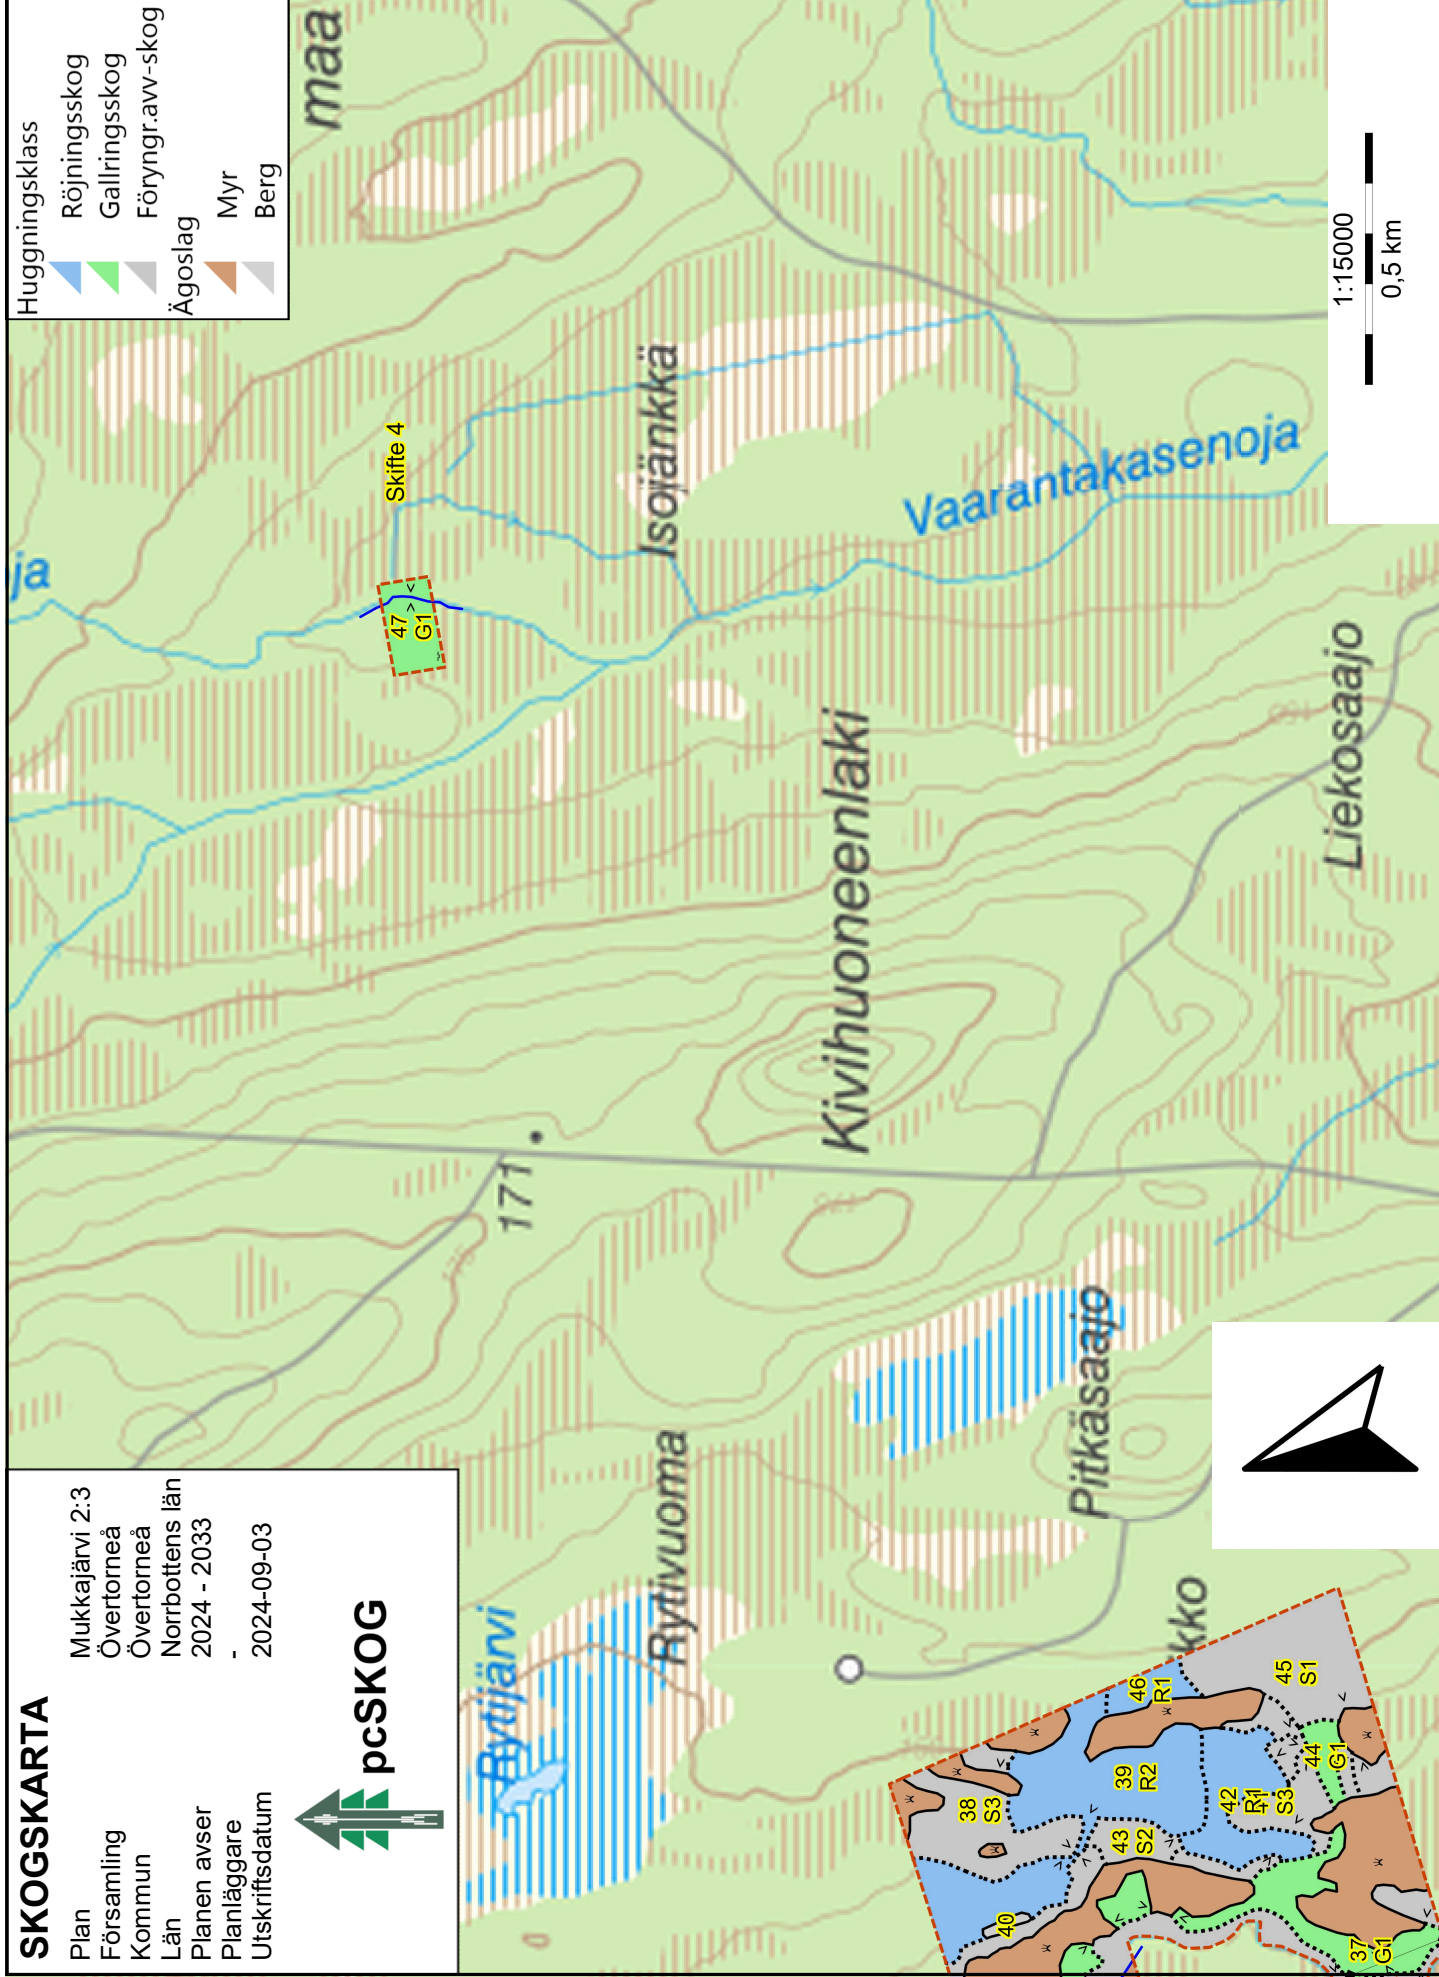 SKOGSKARTA
Plan Mukkajärvi 2:3
Församling Övertorneå
Kommun Övertorneå
Län Norrbottens län
Planen avser 2024 - 2033
Planläggare -
Utskriftsdatum 2024-09-03
pcSKOG
Huggningsklass
Röjningsskog
Gallringsskog
Föryngr.avv-skog
Ägoslag
Myr
Berg
maa
ja
Skifte 4
47
G1
Isojänkkä
Vaarantakasenoja
171
175
Kivihuoneenlaki
Liekosaajo
Rytijärvi
Rytivuoma
Pitkäsaajo
kko
38
S3
39
R2
40
46
R1
45
S1
43
S2
42
R1
41
S3
44
G1
37
G1
1:15000
0,5 km